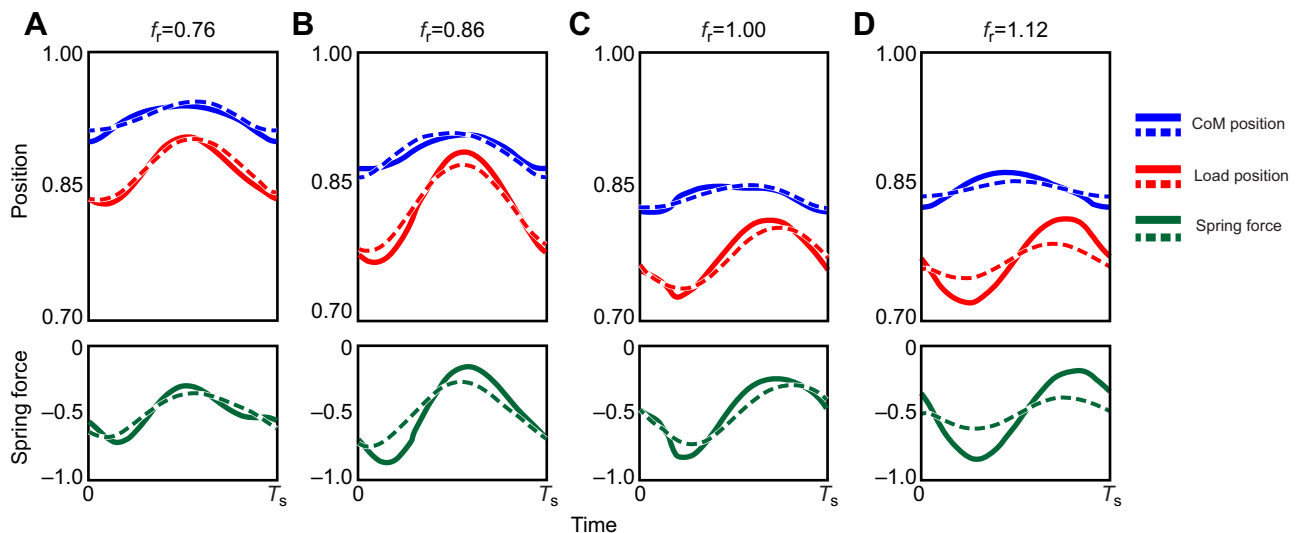 A B C D
fr=0.76 fr=0.86 fr=1.00 fr=1.12
1.00 1.00 1.00 1.00
CoM position
Position
0.85 0.85 0.85 0.85
Load position
Spring force
0.70 0.70 0.70 0.70
0 0 0 0
Spring force
–0.5 –0.5 –0.5 –0.5
–1.0 –1.0 –1.0 –1.0
0 Ts 0 Ts 0 Ts 0 Ts
Time